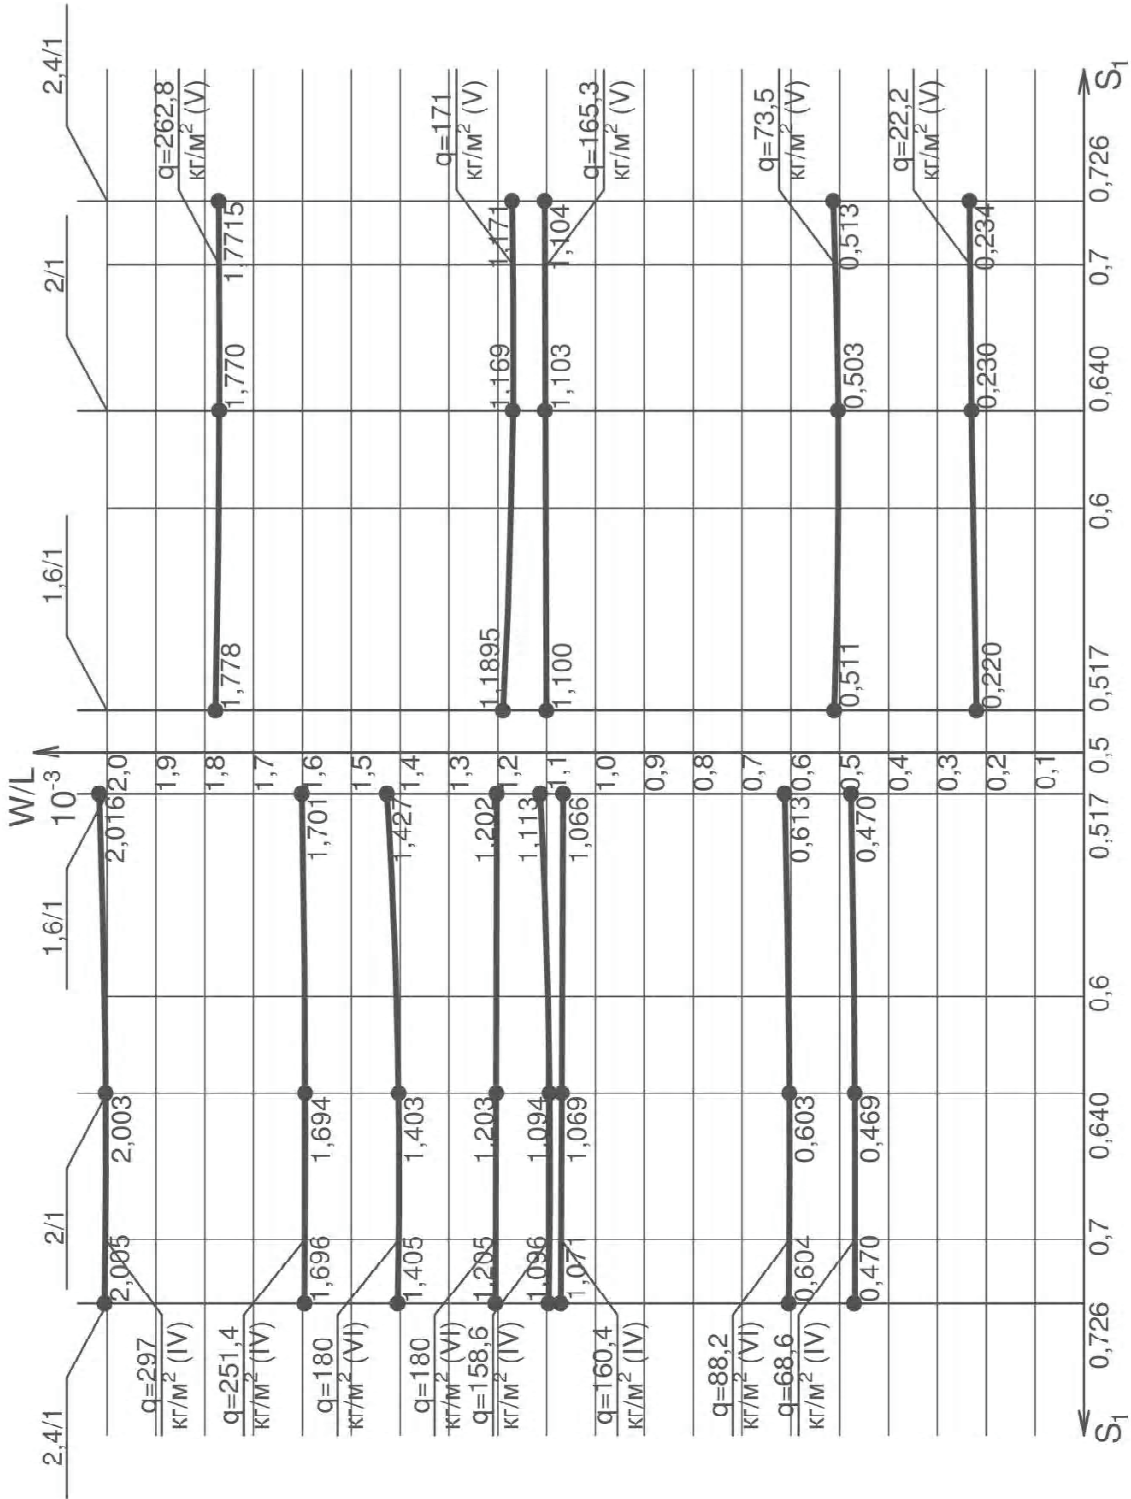 W/L
10⁻³
2,4/1
2/1
1,6/1
1,6/1
2/1
2,4/1
2,005
2,003
2,016
2,0
q=297
кг/м² (IV)
1,9
q=262,8
кг/м² (V)
1,8
1,778
1,770
1,7715
q=251,4
кг/м² (IV)
1,7
1,696
1,694
1,701
1,6
q=180
кг/м² (VI)
1,5
1,405
1,403
1,427
1,4
q=180
кг/м² (VI)
1,3
q=171
кг/м² (V)
1,205
1,203
1,202
1,2
1,1895
1,169
1,171
q=158,6
кг/м² (IV)
1,096
1,094
1,113
1,1
1,100
1,103
1,104
1,071
1,069
1,066
q=165,3
кг/м² (V)
q=160,4
кг/м² (IV)
1,0
0,9
0,8
q=88,2
кг/м² (VI)
0,7
q=73,5
кг/м² (V)
0,604
0,603
0,613
0,6
q=68,6
кг/м² (IV)
0,470
0,469
0,470
0,5
0,511
0,503
0,513
0,4
q=22,2
кг/м² (V)
0,3
0,2
0,220
0,230
0,234
0,1
S₁
0,726
0,7
0,640
0,6
0,517
0,5
0,517
0,6
0,640
0,7
0,726
S₁